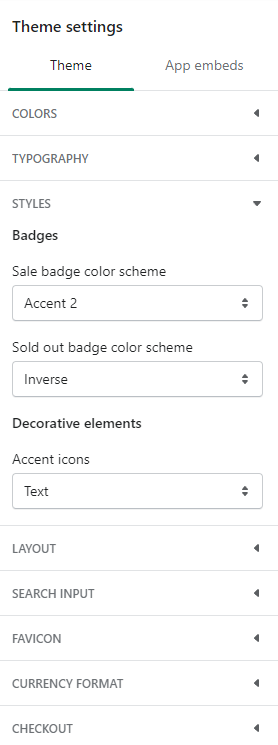 Theme settings
Theme App embeds
COLORS
TYPOGRAPHY
STYLES
Badges
Sale badge color scheme
Accent 2
Sold out badge color scheme
Inverse
Decorative elements
Accent icons
Text
LAYOUT
SEARCH INPUT
FAVICON
CURRENCY FORMAT
CHECKOUT